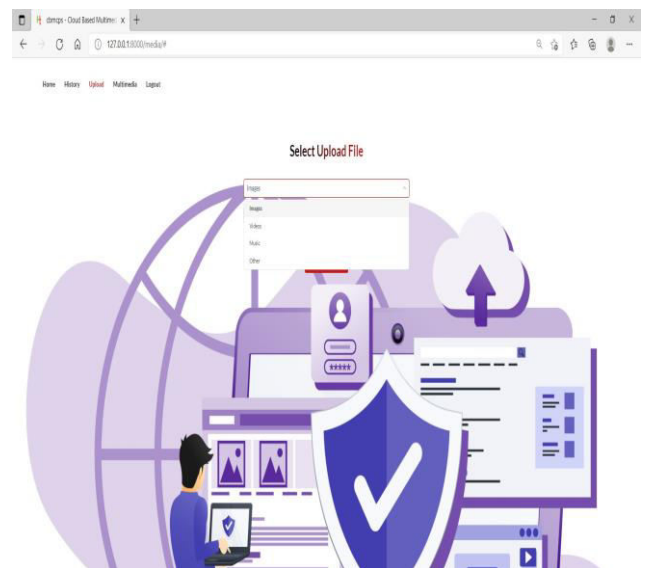 cbmcps - Cloud Based Multimed
127.0.0.1:8000/media/#
Home History Upload Multimedia Logout
Select Upload File
Images
Images
Videos
Music
Other
*****